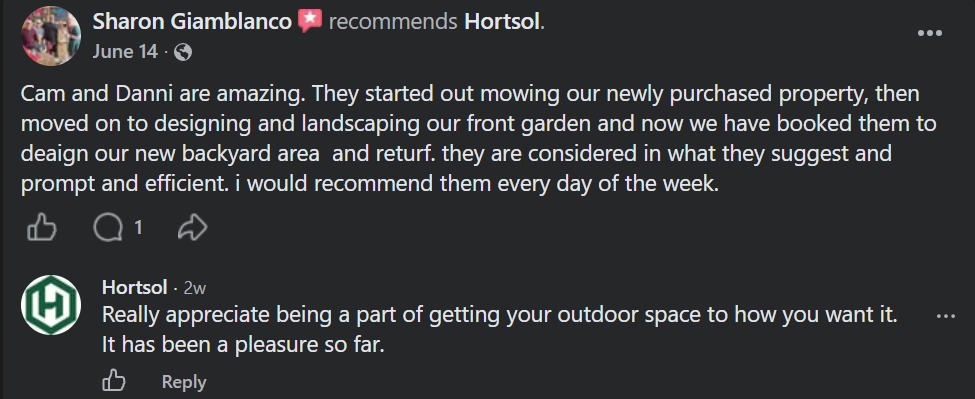 Sharon Giamblanco recommends Hortsol.
June 14 ·
Cam and Danni are amazing. They started out mowing our newly purchased property, then
moved on to designing and landscaping our front garden and now we have booked them to
deaign our new backyard area  and returf. they are considered in what they suggest and
prompt and efficient. i would recommend them every day of the week.
1
Hortsol · 2w
Really appreciate being a part of getting your outdoor space to how you want it.
It has been a pleasure so far.
Reply